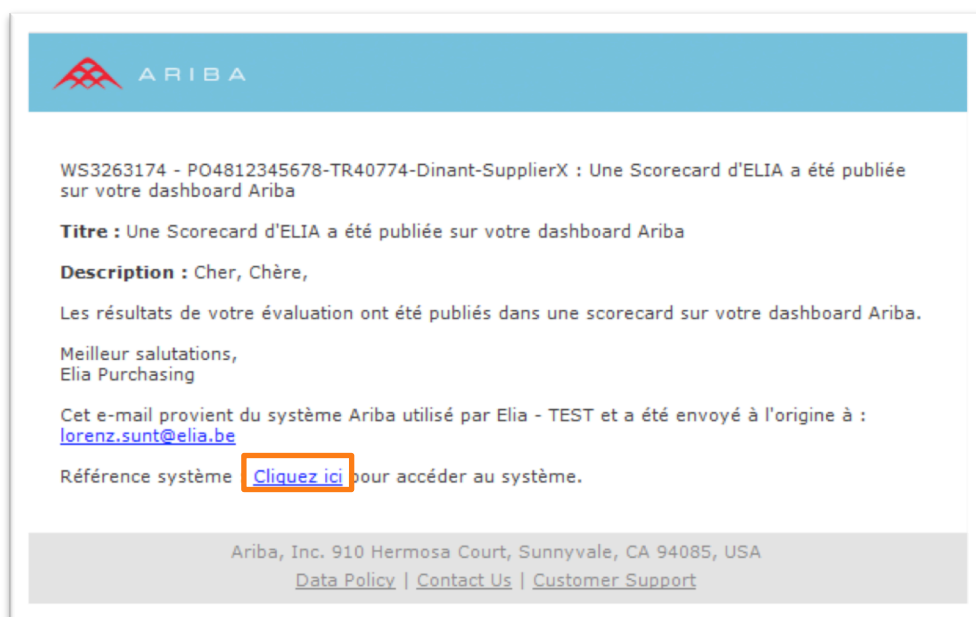 ARIBA
WS3263174 - PO4812345678-TR40774-Dinant-SupplierX : Une Scorecard d'ELIA a été publiée
sur votre dashboard Ariba
Titre : Une Scorecard d'ELIA a été publiée sur votre dashboard Ariba
Description : Cher, Chère,
Les résultats de votre évaluation ont été publiés dans une scorecard sur votre dashboard Ariba.
Meilleur salutations,
Elia Purchasing
Cet e-mail provient du système Ariba utilisé par Elia - TEST et a été envoyé à l'origine à :
lorenz.sunt@elia.be
Référence système : Cliquez ici pour accéder au système.
Ariba, Inc. 910 Hermosa Court, Sunnyvale, CA 94085, USA
Data Policy | Contact Us | Customer Support